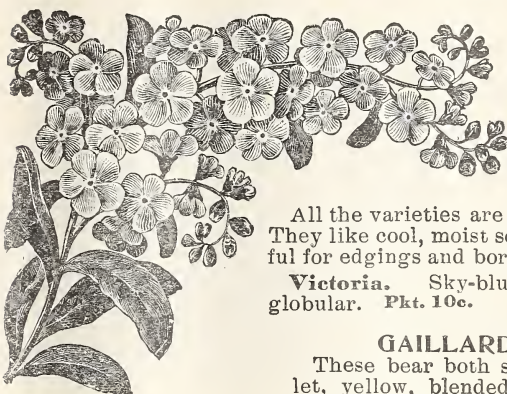 All the varieties are
They like cool, moist s
ful for edgings and bor
Victoria. Sky-blu
globular. Pkt. 10c.
GAILLARD
These bear both s
let, yellow, blended